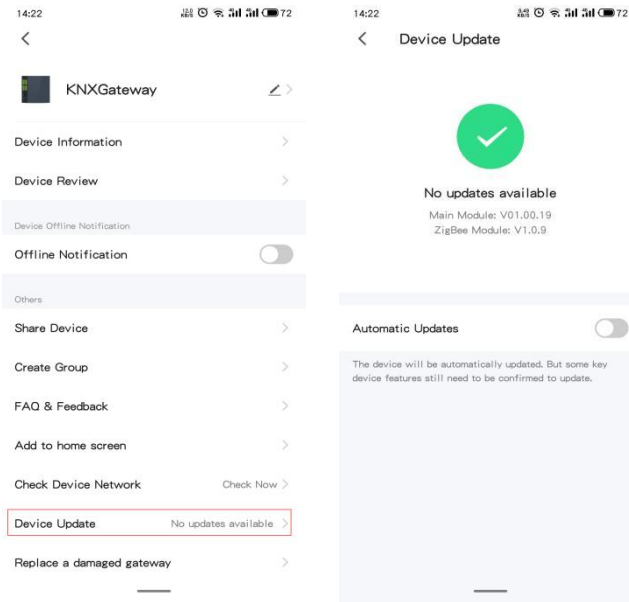 14:22
72
KNXGateway
Device Information
Device Review
Device Offline Notification
Offline Notification
Others
Share Device
Create Group
FAQ & Feedback
Add to home screen
Check Device Network Check Now
Device Update No updates available
Replace a damaged gateway
14:22
72
Device Update
No updates available
Main Module: V01.00.19
ZigBee Module: V1.0.9
Automatic Updates
The device will be automatically updated. But some key
device features still need to be confirmed to update.